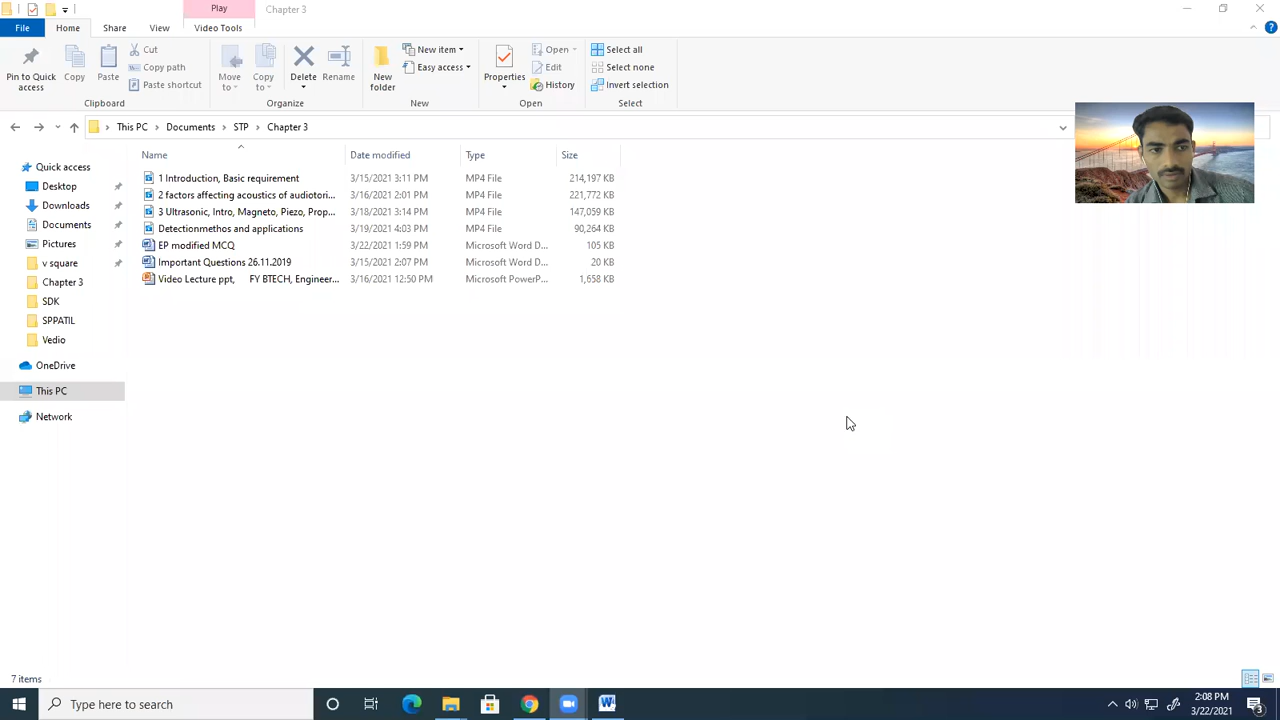 Play
Chapter 3
File
Home
Share
View
Video Tools
Pin to Quick access
Copy
Paste
Cut
Copy path
Paste shortcut
Clipboard
Move to
Copy to
Delete
Rename
Organize
New folder
New item
Easy access
New
Properties
Open
Edit
History
Open
Select all
Select none
Invert selection
Select
This PC > Documents > STP > Chapter 3
Name Date modified Type Size
1 Introduction, Basic requirement 3/15/2021 3:11 PM MP4 File 214,197 KB
2 factors affecting acoustics of audiotori... 3/16/2021 2:01 PM MP4 File 221,772 KB
3 Ultrasonic, Intro, Magneto, Piezo, Prop... 3/18/2021 3:14 PM MP4 File 147,059 KB
Detectionmethos and applications 3/19/2021 4:03 PM MP4 File 90,264 KB
EP modified MCQ 3/22/2021 1:59 PM Microsoft Word D... 105 KB
Important Questions 26.11.2019 3/15/2021 2:07 PM Microsoft Word D... 20 KB
Video Lecture ppt, FY BTECH, Engineer... 3/16/2021 12:50 PM Microsoft PowerP... 1,658 KB
Quick access
Desktop
Downloads
Documents
Pictures
v square
Chapter 3
SDK
SPPATIL
Vedio
OneDrive
This PC
Network
7 items
Type here to search
2:08 PM
3/22/2021
3